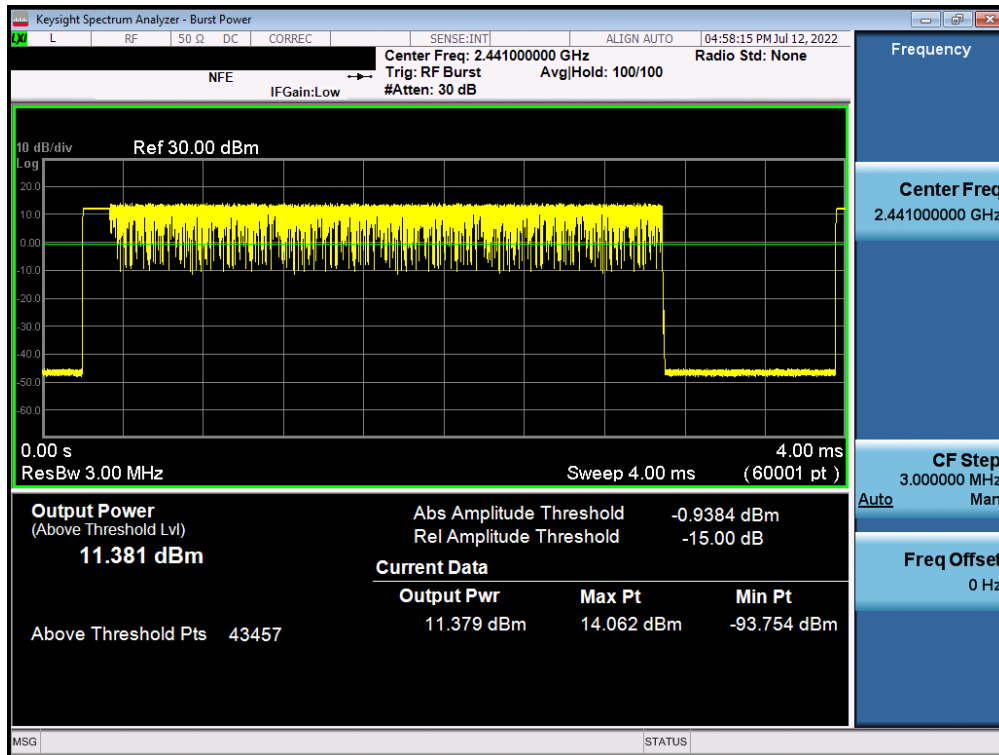 Keysight Spectrum Analyzer - Burst Power
LXI L RF 50 Ω DC CORREC SENSE:INT ALIGN AUTO 04:58:15 PM Jul 12, 2022
Center Freq: 2.441000000 GHz Radio Std: None
NFE Trig: RF Burst Avg|Hold: 100/100
IFGain:Low #Atten: 30 dB
10 dB/div Ref 30.00 dBm
Log
20.0
10.0
0.00
-10.0
-20.0
-30.0
-40.0
-50.0
-60.0
0.00 s 4.00 ms
ResBw 3.00 MHz Sweep 4.00 ms (60001 pt )
Output Power
(Above Threshold Lvl)
11.381 dBm
Above Threshold Pts 43457
Abs Amplitude Threshold -0.9384 dBm
Rel Amplitude Threshold -15.00 dB
Current Data
Output Pwr Max Pt Min Pt
11.379 dBm 14.062 dBm -93.754 dBm
MSG STATUS
Frequency
Center Freq
2.441000000 GHz
CF Step
3.000000 MHz
Auto Man
Freq Offset
0 Hz